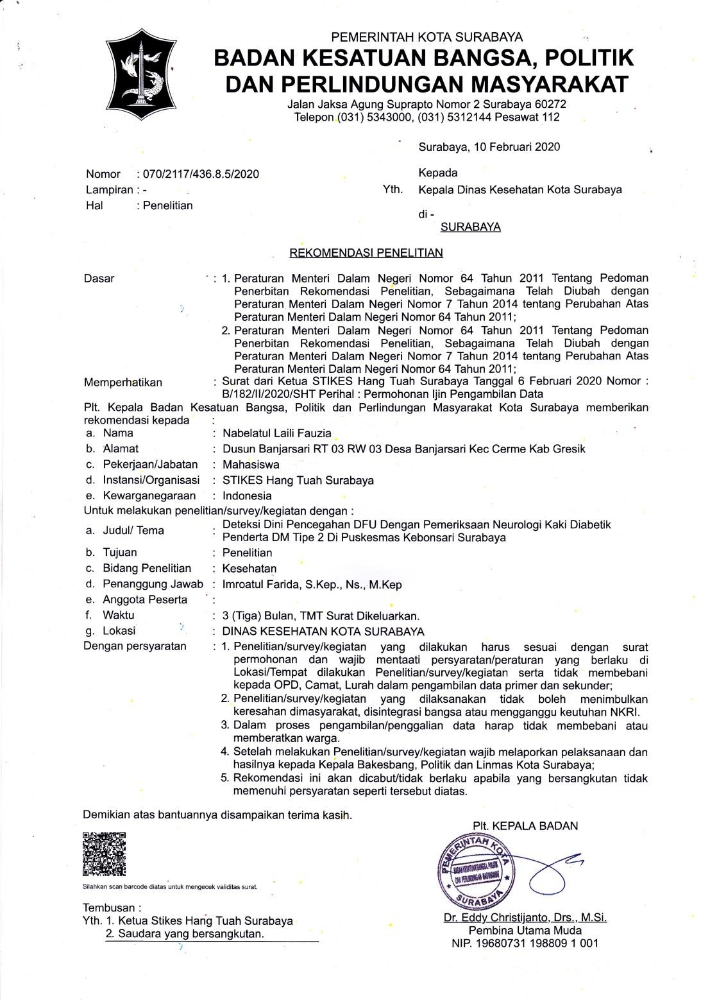 PEMERINTAH KOTA SURABAYA
BADAN KESATUAN BANGSA, POLITIK
DAN PERLINDUNGAN MASYARAKAT
Jalan Jaksa Agung Suprapto Nomor 2 Surabaya 60272
Telepon (031) 5343000, (031) 5312144 Pesawat 112
Surabaya, 10 Februari 2020
Nomor : 070/2117/436.8.5/2020
Lampiran : -
Hal : Penelitian
Kepada
Yth. Kepala Dinas Kesehatan Kota Surabaya
di -
SURABAYA
REKOMENDASI PENELITIAN
Dasar : 1. Peraturan Menteri Dalam Negeri Nomor 64 Tahun 2011 Tentang Pedoman
Penerbitan Rekomendasi Penelitian, Sebagaimana Telah Diubah dengan
Peraturan Menteri Dalam Negeri Nomor 7 Tahun 2014 tentang Perubahan Atas
Peraturan Menteri Dalam Negeri Nomor 64 Tahun 2011;
2. Peraturan Menteri Dalam Negeri Nomor 64 Tahun 2011 Tentang Pedoman
Penerbitan Rekomendasi Penelitian, Sebagaimana Telah Diubah dengan
Peraturan Menteri Dalam Negeri Nomor 7 Tahun 2014 tentang Perubahan Atas
Peraturan Menteri Dalam Negeri Nomor 64 Tahun 2011;
Memperhatikan : Surat dari Ketua STIKES Hang Tuah Surabaya Tanggal 6 Februari 2020 Nomor :
B/182/II/2020/SHT Perihal : Permohonan Ijin Pengambilan Data
Plt. Kepala Badan Kesatuan Bangsa, Politik dan Perlindungan Masyarakat Kota Surabaya memberikan
rekomendasi kepada :
a. Nama : Nabelatul Laili Fauzia
b. Alamat : Dusun Banjarsari RT 03 RW 03 Desa Banjarsari Kec Cerme Kab Gresik
c. Pekerjaan/Jabatan : Mahasiswa
d. Instansi/Organisasi : STIKES Hang Tuah Surabaya
e. Kewarganegaraan : Indonesia
Untuk melakukan penelitian/survey/kegiatan dengan :
a. Judul/ Tema : Deteksi Dini Pencegahan DFU Dengan Pemeriksaan Neurologi Kaki Diabetik
Penderta DM Tipe 2 Di Puskesmas Kebonsari Surabaya
b. Tujuan : Penelitian
c. Bidang Penelitian : Kesehatan
d. Penanggung Jawab : Imroatul Farida, S.Kep., Ns., M.Kep
e. Anggota Peserta :
f. Waktu : 3 (Tiga) Bulan, TMT Surat Dikeluarkan.
g. Lokasi : DINAS KESEHATAN KOTA SURABAYA
Dengan persyaratan : 1. Penelitian/survey/kegiatan yang dilakukan harus sesuai dengan surat
permohonan dan wajib mentaati persyaratan/peraturan yang berlaku di
Lokasi/Tempat dilakukan Penelitian/survey/kegiatan serta tidak membebani
kepada OPD, Camat, Lurah dalam pengambilan data primer dan sekunder;
2. Penelitian/survey/kegiatan yang dilaksanakan tidak boleh menimbulkan
keresahan dimasyarakat, disintegrasi bangsa atau mengganggu keutuhan NKRI.
3. Dalam proses pengambilan/penggalian data harap tidak membebani atau
memberatkan warga.
4. Setelah melakukan Penelitian/survey/kegiatan wajib melaporkan pelaksanaan dan
hasilnya kepada Kepala Bakesbang, Politik dan Linmas Kota Surabaya;
5. Rekomendasi ini akan dicabut/tidak berlaku apabila yang bersangkutan tidak
memenuhi persyaratan seperti tersebut diatas.
Demikian atas bantuannya disampaikan terima kasih.
Plt. KEPALA BADAN
PEMERINTAH KOTA
BADAN KESATUAN BANGSA, POLITIK
DAN PERLINDUNGAN MASYARAKAT
SURABAYA
Silahkan scan barcode diatas untuk mengecek validitas surat.
Tembusan :
Yth. 1. Ketua Stikes Hang Tuah Surabaya
2. Saudara yang bersangkutan.
Dr. Eddy Christijanto, Drs., M.Si.
Pembina Utama Muda
NIP. 19680731 198809 1 001